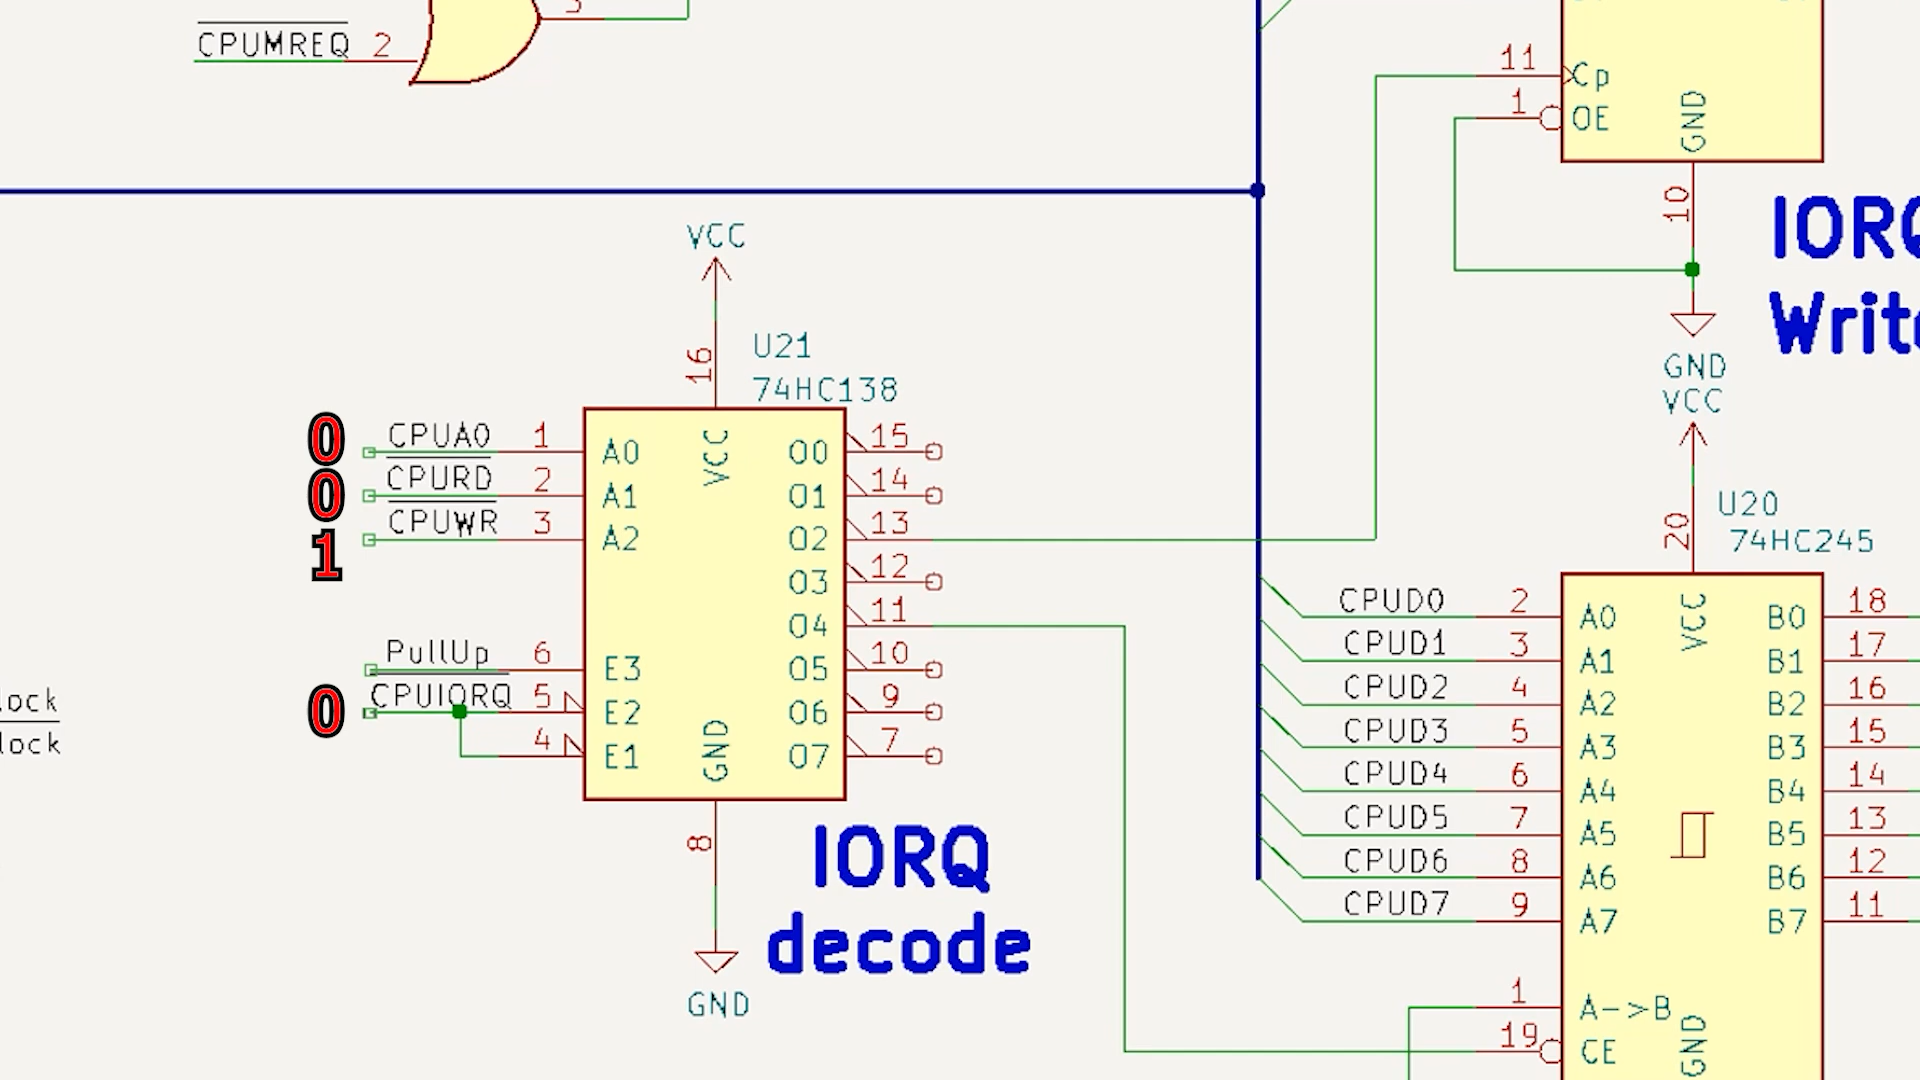 3
CPUMREQ 2
11 Cp
1 OE
GND
10
IORQ
Write
GND
VCC
VCC
16
U21
74HC138
0 CPUA0 1 A0
0 CPURD 2 A1
1 CPUWR 3 A2
PullUp 6 E3
0 CPUIORQ 5 E2
4 E1
VCC
GND
O0 15
O1 14
O2 13
O3 12
O4 11
O5 10
O6 9
O7 7
8
GND
IORQ
decode
lock
lock
U20
74HC245
20
VCC
CPUD0 2 A0 B0 18
CPUD1 3 A1 B1 17
CPUD2 4 A2 B2 16
CPUD3 5 A3 B3 15
CPUD4 6 A4 B4 14
CPUD5 7 A5 B5 13
CPUD6 8 A6 B6 12
CPUD7 9 A7 B7 11
1 A->B
19 CE
GND